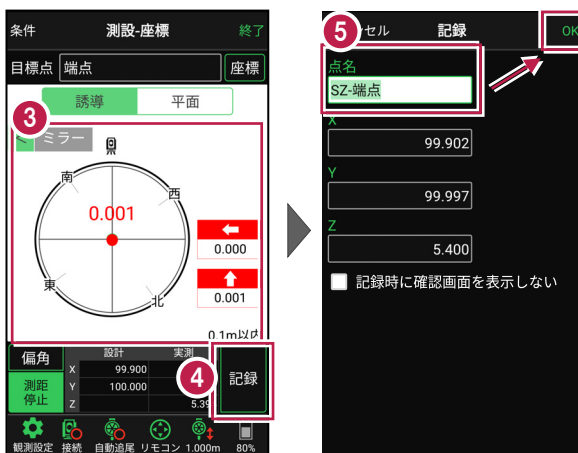 条件 測設-座標 終了
目標点 端点 座標
誘導 平面
3
ミラー
南
西
0.001
東
北
0.000
0.001
0.1m以内
偏角 設計 実測
X 99.900
測距 Y 100.000
停止 Z 5.39
4
記録
観測設定 接続 自動追尾 リモコン 1.000m 80%
5
セル 記録 OK
点名
SZ-端点
X
99.902
Y
99.997
Z
5.400
記録時に確認画面を表示しない